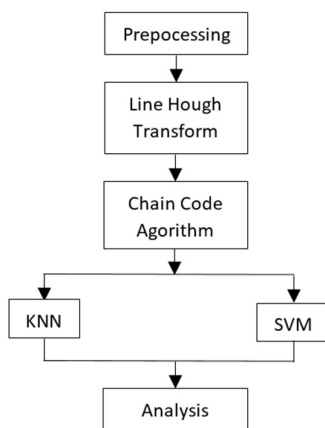 Prepocessing
Line Hough
Transform
Chain Code
Agorithm
KNN
SVM
Analysis